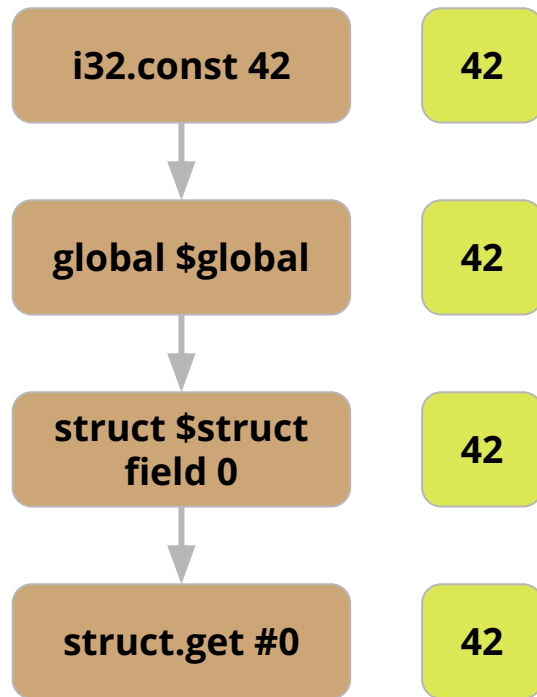 i32.const 42
42
global $global
42
struct $struct
field 0
42
struct.get #0
42